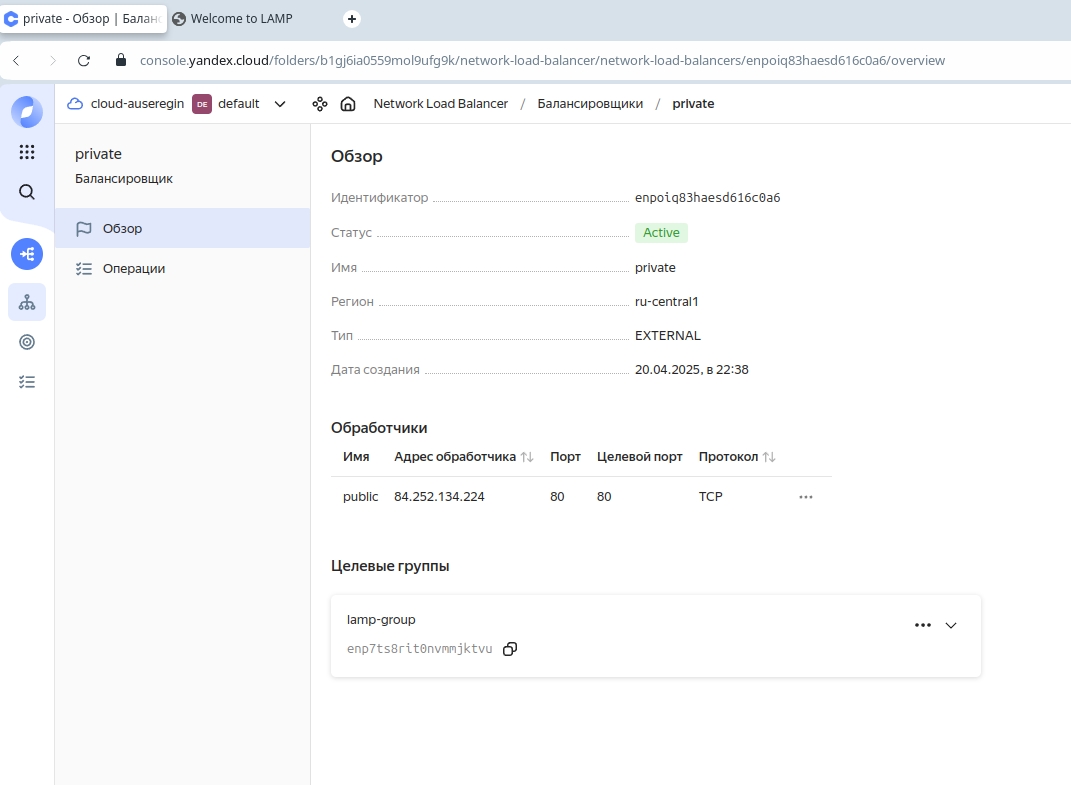 private - Обзор | Баланс
Welcome to LAMP
console.yandex.cloud/folders/b1gj6ia0559mol9ufg9k/network-load-balancer/network-load-balancers/enpoiq83haesd616c0a6/overview
cloud-auseregin DE default Network Load Balancer / Балансировщики / private
private
Балансировщик
Обзор
Операции
Обзор
Идентификатор enpoiq83haesd616c0a6
Статус Active
Имя private
Регион ru-central1
Тип EXTERNAL
Дата создания 20.04.2025, в 22:38
Обработчики
Имя Адрес обработчика Порт Целевой порт Протокол
public 84.252.134.224 80 80 TCP
Целевые группы
lamp-group
enp7ts8rit0nvmmjktvu